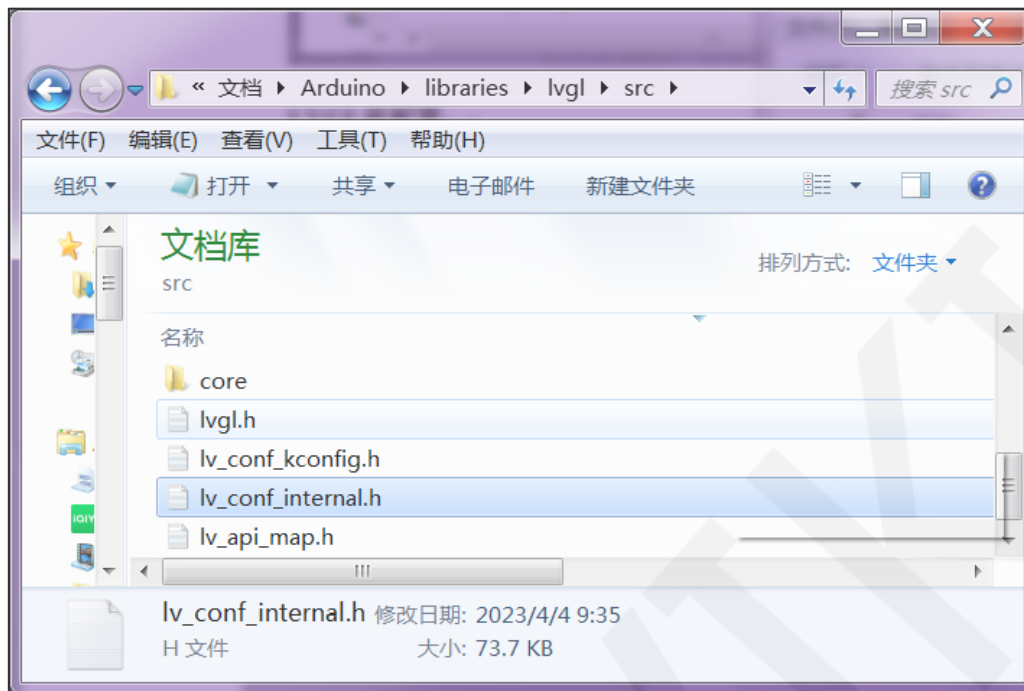 « 文档 Arduino libraries lvgl src 搜索 src
文件(F) 编辑(E) 查看(V) 工具(T) 帮助(H)
组织 打开 共享 电子邮件 新建文件夹
文档库
src
排列方式: 文件夹
名称
core
lvgl.h
lv_conf_kconfig.h
lv_conf_internal.h
lv_api_map.h
lv_conf_internal.h 修改日期: 2023/4/4 9:35
H 文件 大小: 73.7 KB